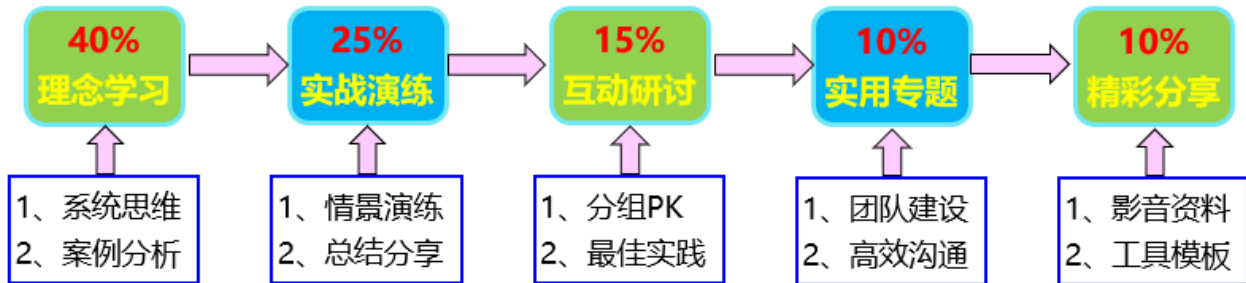 40%
理念学习
25%
实战演练
15%
互动研讨
10%
实用专题
10%
精彩分享
1、系统思维
2、案例分析
1、情景演练
2、总结分享
1、分组PK
2、最佳实践
1、团队建设
2、高效沟通
1、影音资料
2、工具模板